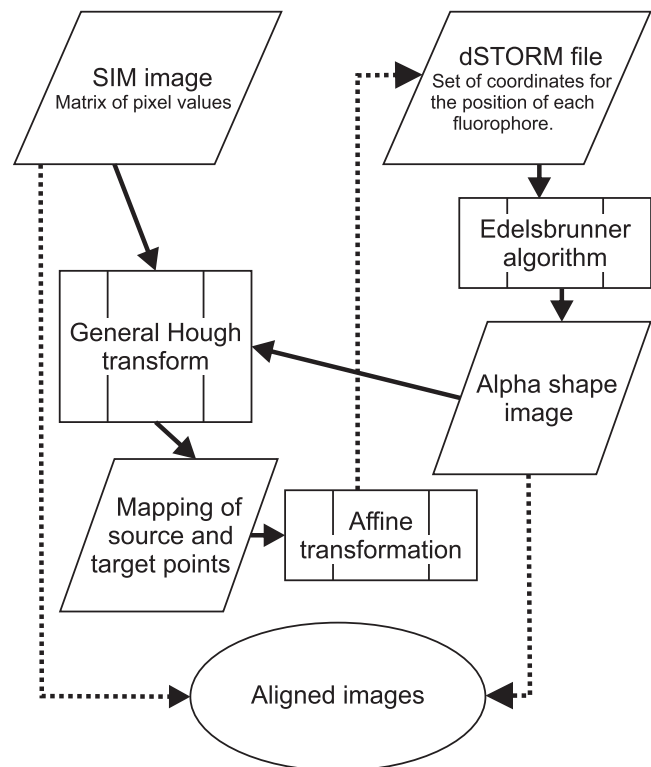 SIM image
Matrix of pixel values
dSTORM file
Set of coordinates for
the position of each
fluorophore.
Edelsbrunner
algorithm
General Hough
transform
Alpha shape
image
Mapping of
source and
target points
Affine
transformation
Aligned images